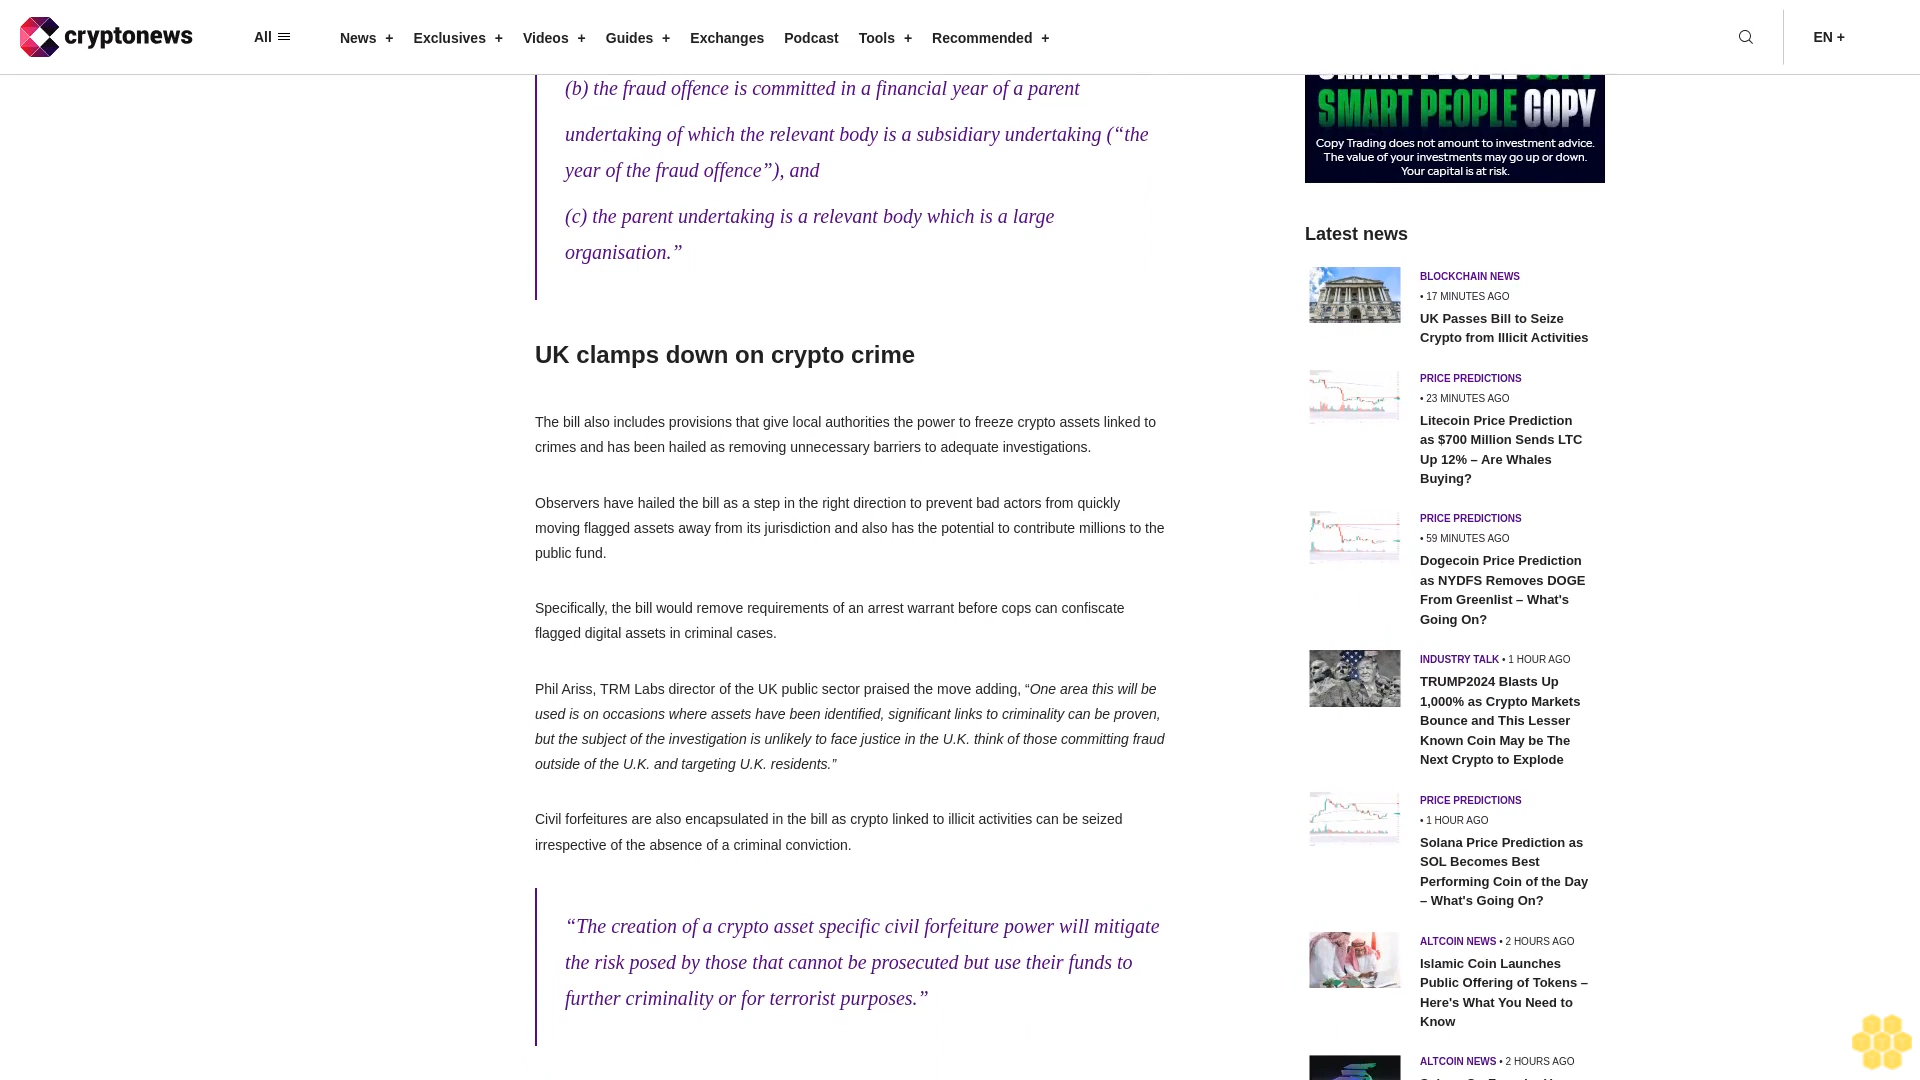 cryptonews
All
News +
Exclusives +
Videos +
Guides +
Exchanges
Podcast
Tools +
Recommended +
EN +
(b) the fraud offence is committed in a financial year of a parent
undertaking of which the relevant body is a subsidiary undertaking (“the
year of the fraud offence”), and
(c) the parent undertaking is a relevant body which is a large
organisation.”
UK clamps down on crypto crime
The bill also includes provisions that give local authorities the power to freeze crypto assets linked to
crimes and has been hailed as removing unnecessary barriers to adequate investigations.
Observers have hailed the bill as a step in the right direction to prevent bad actors from quickly
moving flagged assets away from its jurisdiction and also has the potential to contribute millions to the
public fund.
Specifically, the bill would remove requirements of an arrest warrant before cops can confiscate
flagged digital assets in criminal cases.
Phil Ariss, TRM Labs director of the UK public sector praised the move adding, “One area this will be
used is on occasions where assets have been identified, significant links to criminality can be proven,
but the subject of the investigation is unlikely to face justice in the U.K. think of those committing fraud
outside of the U.K. and targeting U.K. residents.”
Civil forfeitures are also encapsulated in the bill as crypto linked to illicit activities can be seized
irrespective of the absence of a criminal conviction.
“The creation of a crypto asset specific civil forfeiture power will mitigate
the risk posed by those that cannot be prosecuted but use their funds to
further criminality or for terrorist purposes.”
SMART PEOPLE COPY
SMART PEOPLE COPY
Copy Trading does not amount to investment advice.
The value of your investments may go up or down.
Your capital is at risk.
Latest news
BLOCKCHAIN NEWS
• 17 MINUTES AGO
UK Passes Bill to Seize
Crypto from Illicit Activities
PRICE PREDICTIONS
• 23 MINUTES AGO
Litecoin Price Prediction
as $700 Million Sends LTC
Up 12% – Are Whales
Buying?
PRICE PREDICTIONS
• 59 MINUTES AGO
Dogecoin Price Prediction
as NYDFS Removes DOGE
From Greenlist – What's
Going On?
INDUSTRY TALK • 1 HOUR AGO
TRUMP2024 Blasts Up
1,000% as Crypto Markets
Bounce and This Lesser
Known Coin May be The
Next Crypto to Explode
PRICE PREDICTIONS
• 1 HOUR AGO
Solana Price Prediction as
SOL Becomes Best
Performing Coin of the Day
– What's Going On?
ALTCOIN NEWS • 2 HOURS AGO
Islamic Coin Launches
Public Offering of Tokens –
Here's What You Need to
Know
ALTCOIN NEWS • 2 HOURS AGO